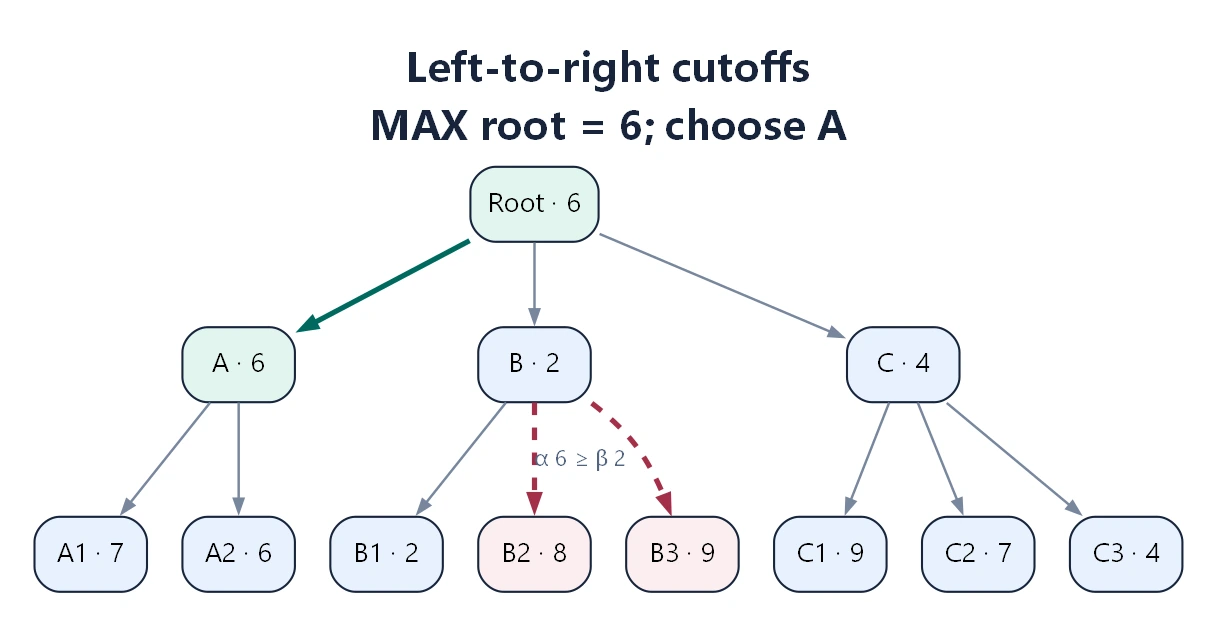 Left-to-right cutoffs
MAX root = 6; choose A
Root · 6
A · 6
B · 2
C · 4
α 6 ≥ β 2
A1 · 7
A2 · 6
B1 · 2
B2 · 8
B3 · 9
C1 · 9
C2 · 7
C3 · 4